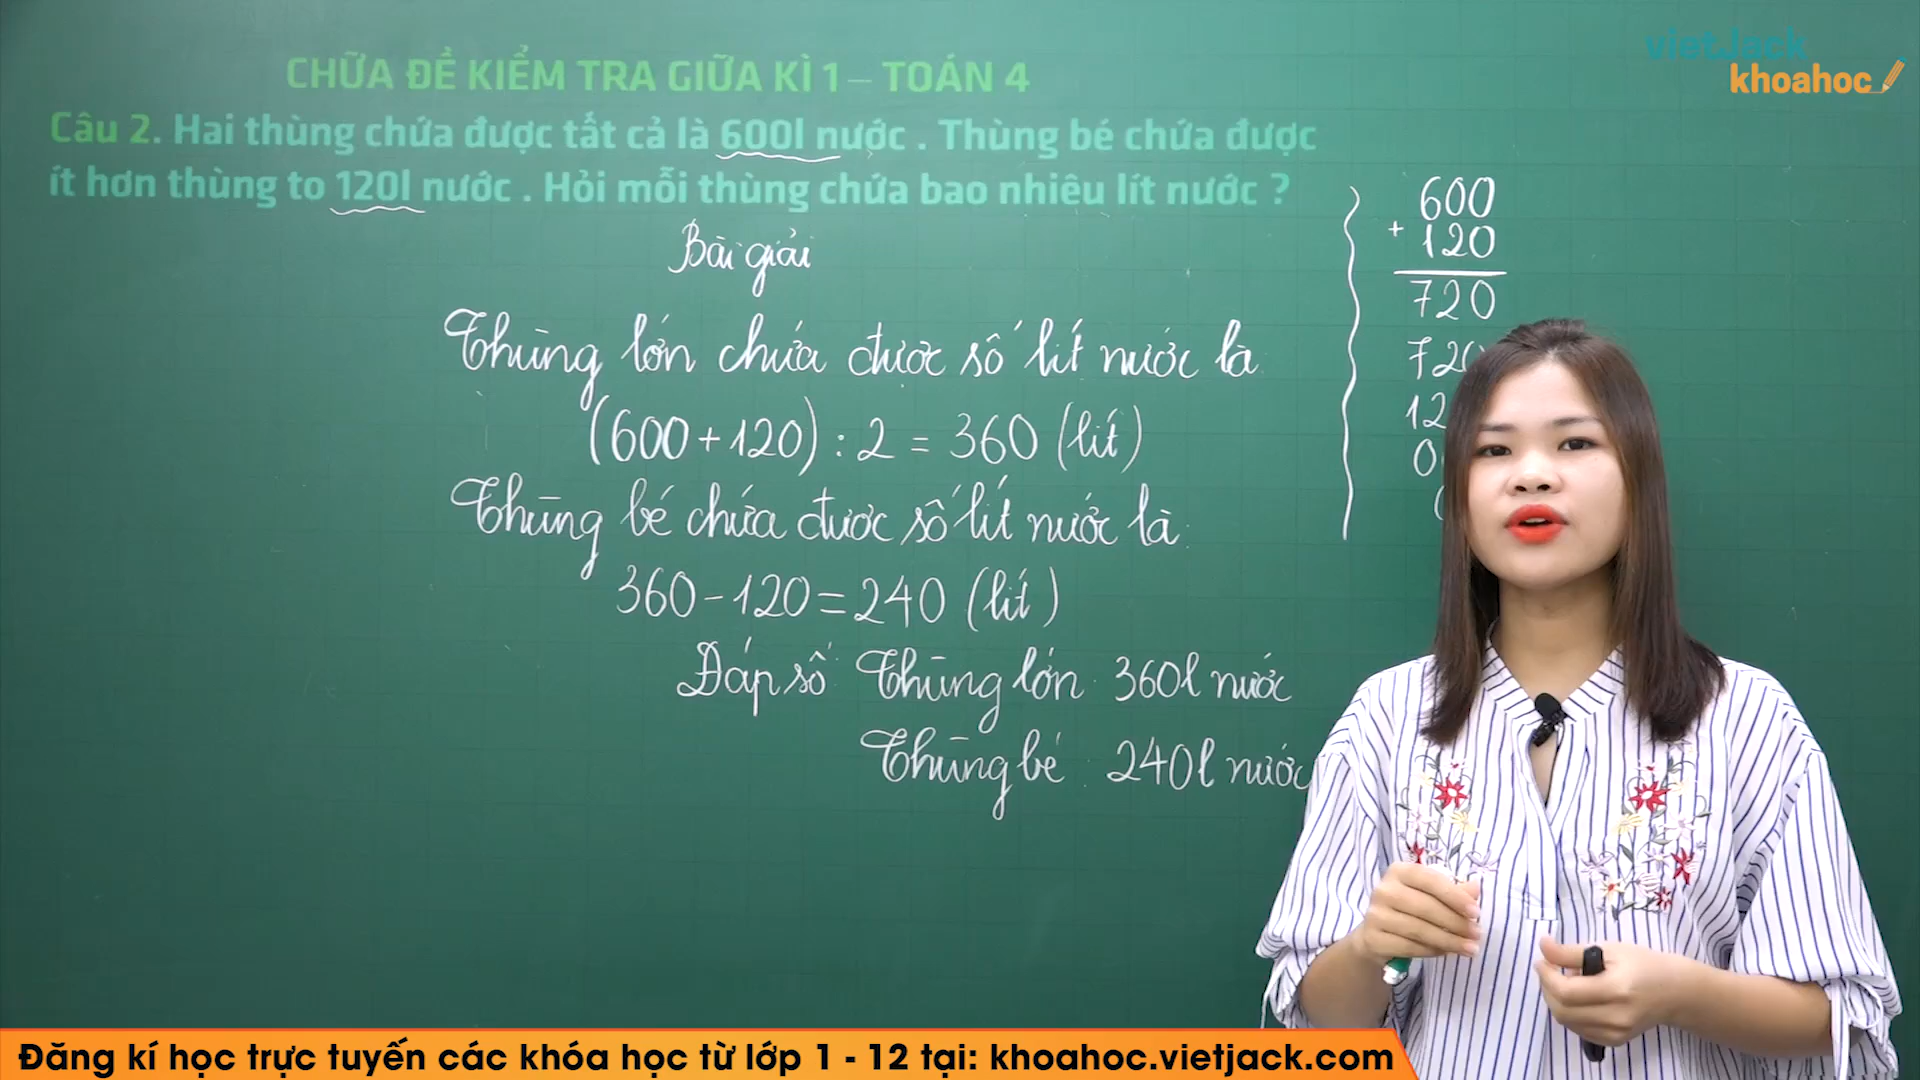 CHỮA ĐỀ KIỂM TRA GIỮA KÌ 1 – TOÁN 4
vietJack
khoahoc
Câu 2. Hai thùng chứa được tất cả là 600l nước . Thùng bé chứa được
ít hơn thùng to 120l nước . Hỏi mỗi thùng chứa bao nhiêu lít nước ?
Bài giải
Thùng lớn chứa được số lít nước là
(600 + 120) : 2 = 360 (lít)
Thùng bé chứa được số lít nước là:
360 - 120 = 240 (lít)
Đáp số: Thùng lớn: 360l nước
Thùng bé : 240l nước
600
+ 120
720
720
12
0
Đăng kí học trực tuyến các khóa học từ lớp 1 - 12 tại: khoahoc.vietjack.com